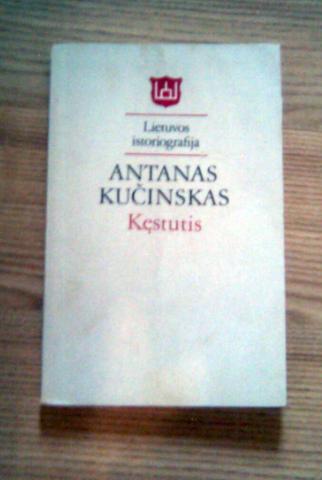 Lietuvos
istoriografija
ANTANAS
KUČINSKAS
Kęstutis